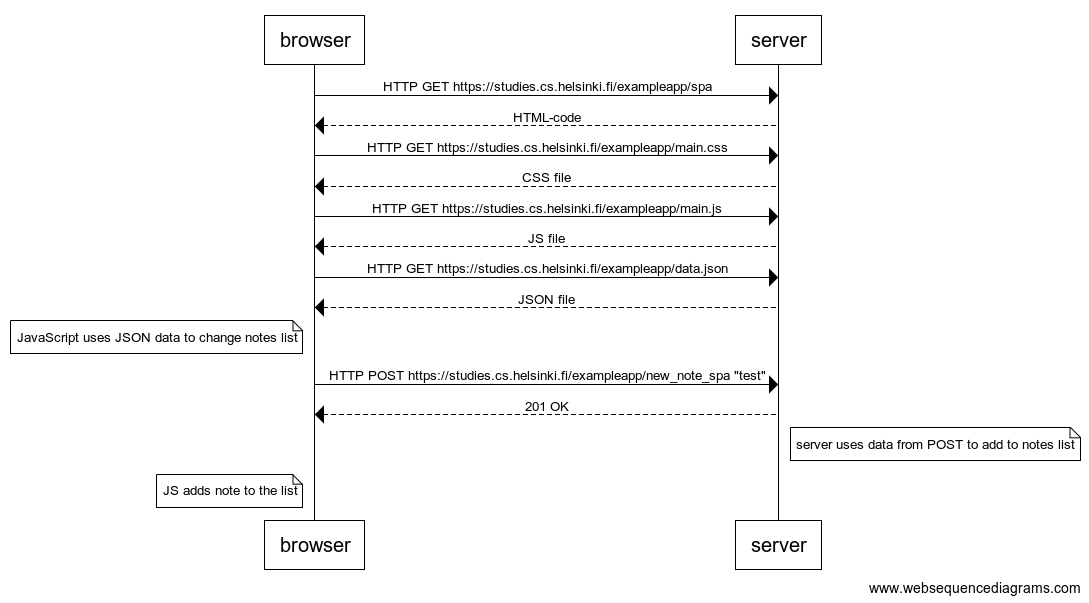 browser
server
HTTP GET https://studies.cs.helsinki.fi/exampleapp/spa
HTML-code
HTTP GET https://studies.cs.helsinki.fi/exampleapp/main.css
CSS file
HTTP GET https://studies.cs.helsinki.fi/exampleapp/main.js
JS file
HTTP GET https://studies.cs.helsinki.fi/exampleapp/data.json
JSON file
JavaScript uses JSON data to change notes list
HTTP POST https://studies.cs.helsinki.fi/exampleapp/new_note_spa "test"
201 OK
server uses data from POST to add to notes list
JS adds note to the list
browser
server
www.websequencediagrams.com